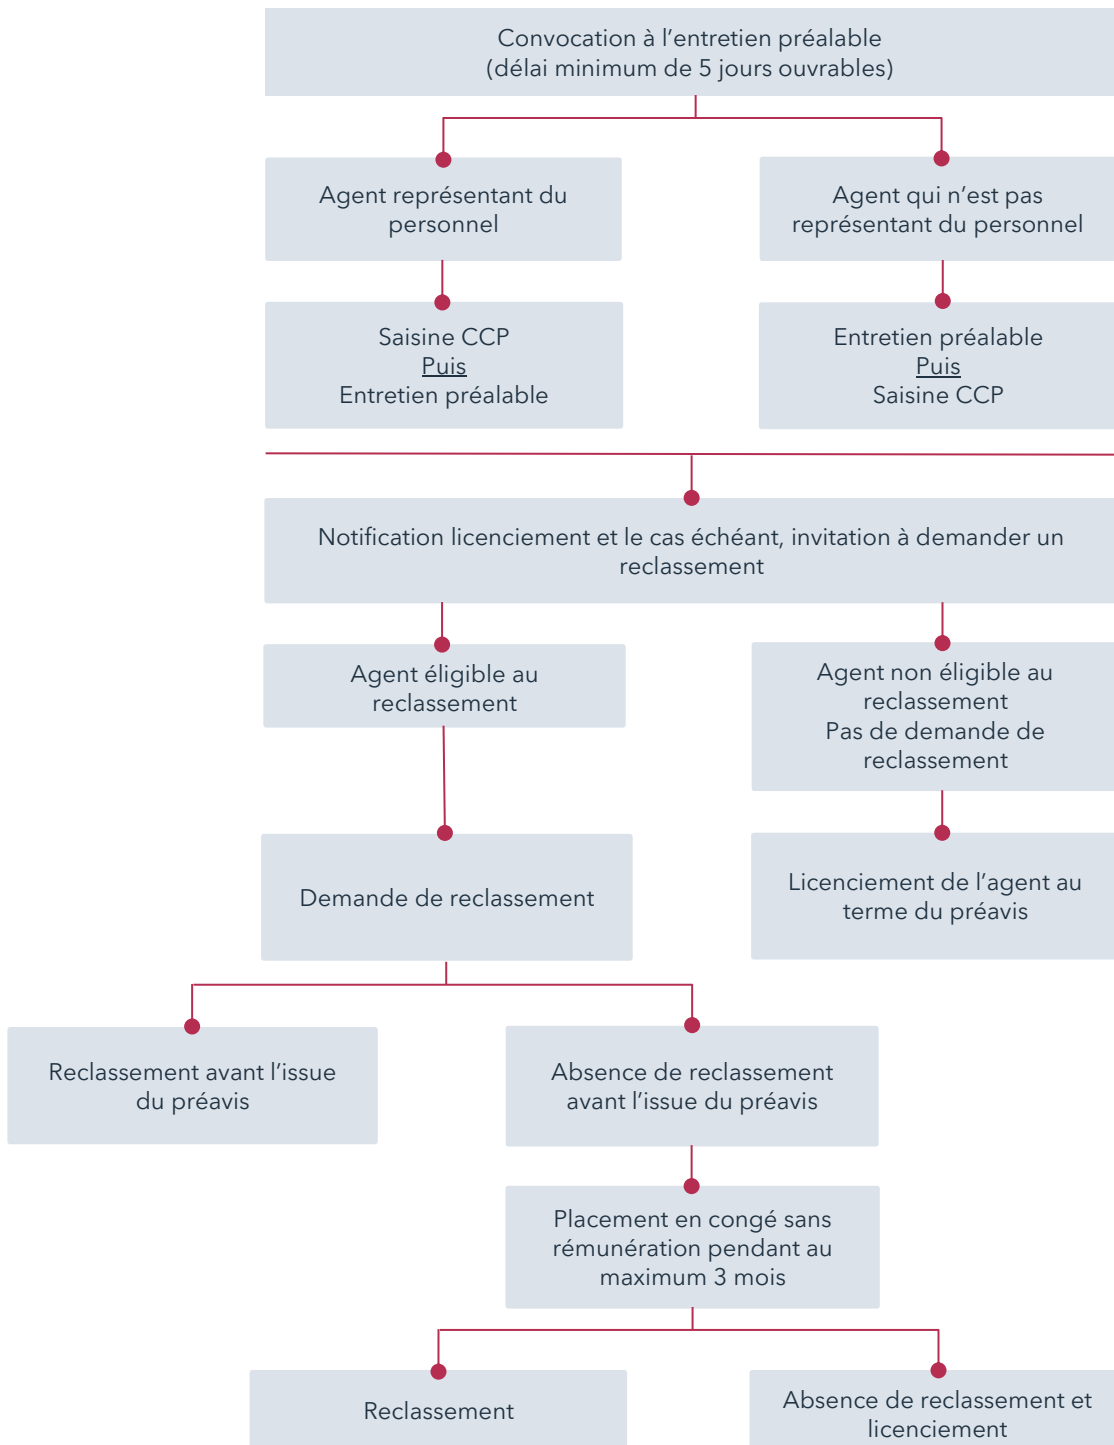 Convocation à l'entretien préalable
(délai minimum de 5 jours ouvrables)
Agent représentant du
personnel
Agent qui n'est pas
représentant du personnel
Saisine CCP
Puis
Entretien préalable
Entretien préalable
Puis
Saisine CCP
Notification licenciement et le cas échéant, invitation à demander un
reclassement
Agent éligible au
reclassement
Agent non éligible au
reclassement
Pas de demande de
reclassement
Demande de reclassement
Licenciement de l'agent au
terme du préavis
Reclassement avant l'issue
du préavis
Absence de reclassement
avant l'issue du préavis
Placement en congé sans
rémunération pendant au
maximum 3 mois
Reclassement
Absence de reclassement et
licenciement